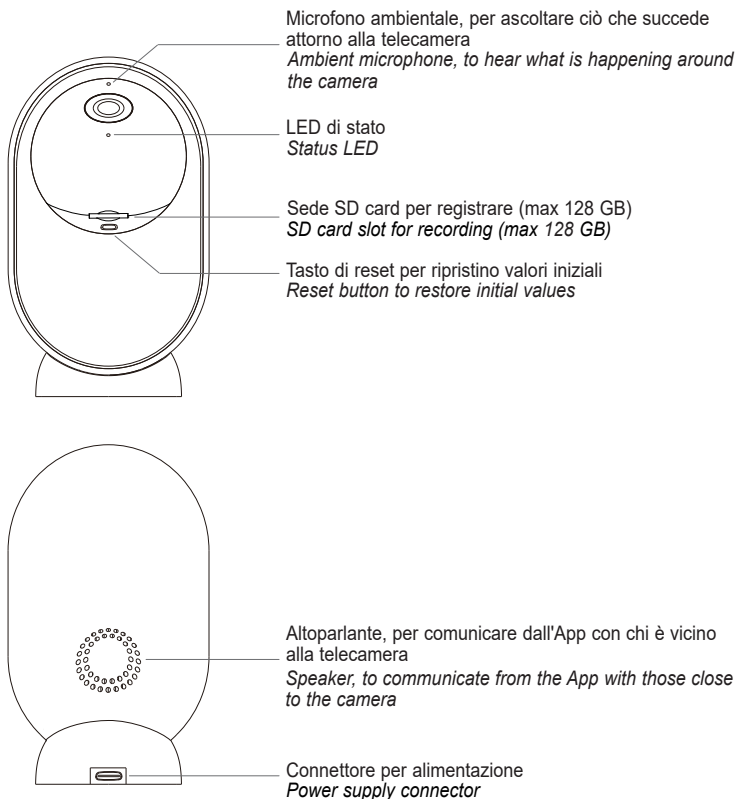 Microfono ambientale, per ascoltare ciò che succede
attorno alla telecamera
Ambient microphone, to hear what is happening around
the camera
LED di stato
Status LED
Sede SD card per registrare (max 128 GB)
SD card slot for recording (max 128 GB)
Tasto di reset per ripristino valori iniziali
Reset button to restore initial values
Altoparlante, per comunicare dall'App con chi è vicino
alla telecamera
Speaker, to communicate from the App with those close
to the camera
Connettore per alimentazione
Power supply connector